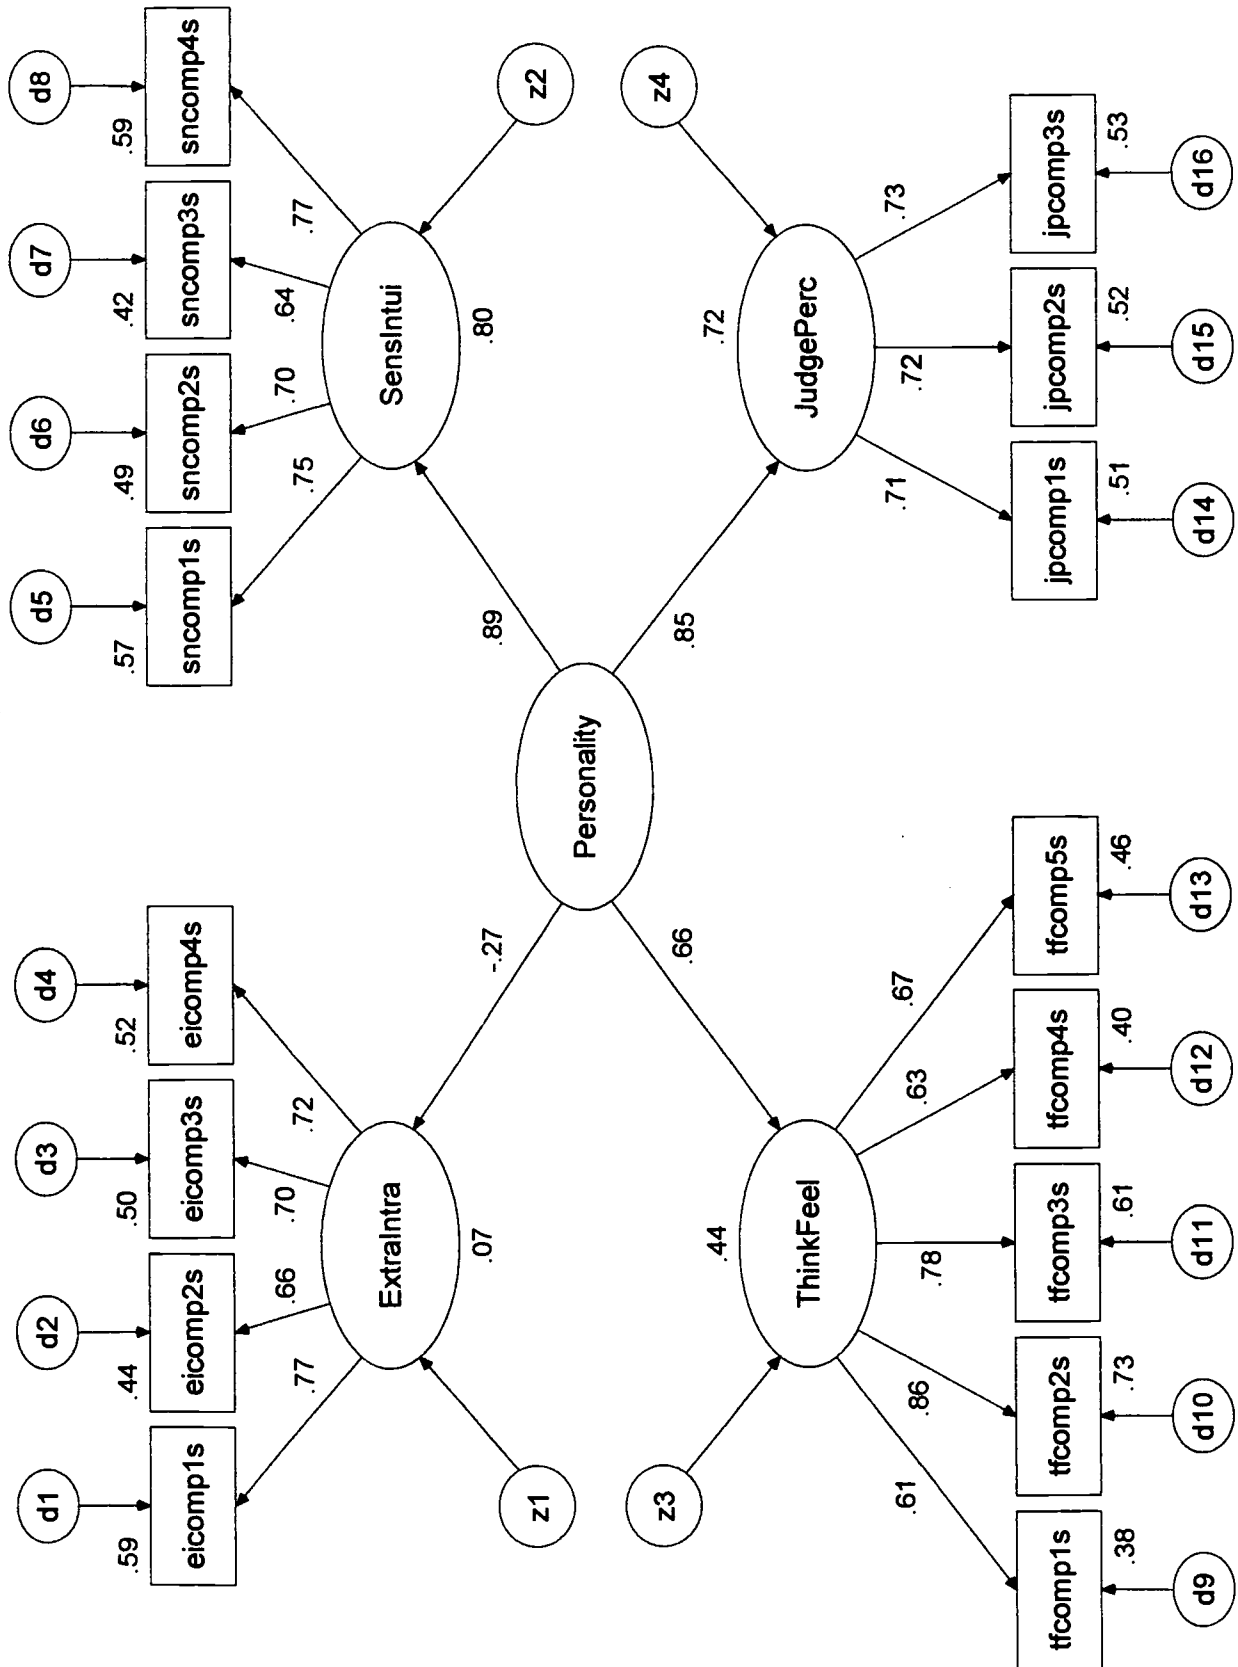 d1 d2 d3 d4 d5 d6 d7 d8
.59 .44 .50 .52 .57 .49 .42 .59
eicomp1s eicomp2s eicomp3s eicomp4s sncomp1s sncomp2s sncomp3s sncomp4s
.77 .66 .70 .72 .75 .70 .64 .77
ExtraIntra SensIntui
.07 .80
z1 -.27 .89 z2
Personality
z3 .66 .85 z4
.44 .72
ThinkFeel JudgePerc
.61 .86 .78 .63 .67 .71 .72 .73
tfcomp1s tfcomp2s tfcomp3s tfcomp4s tfcomp5s jpcomp1s jpcomp2s jpcomp3s
.38 .73 .61 .40 .46 .51 .52 .53
d9 d10 d11 d12 d13 d14 d15 d16